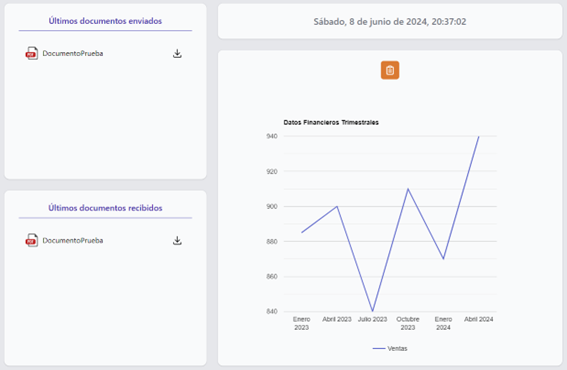 Últimos documentos enviados
PDF
DocumentoPrueba
Últimos documentos recibidos
PDF
DocumentoPrueba
Sábado, 8 de junio de 2024, 20:37:02
Datos Financieros Trimestrales
940
920
900
880
860
840
Enero 2023
Abril 2023
Julio 2023
Octubre 2023
Enero 2024
Abril 2024
Ventas